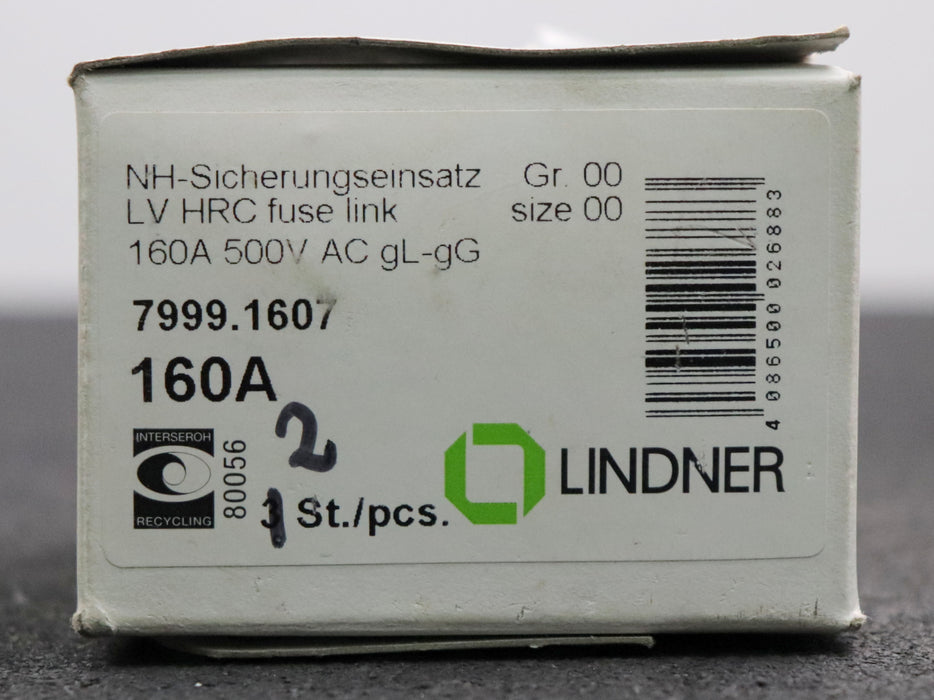 NH-Sicherungseinsatz Gr. 00
LV HRC fuse link size 00
160A 500V AC gL-gG
7999.1607
160A
2
INTERSEROH
RECYCLING
80056
3 St./pcs.
LINDNER
4 086500 026883